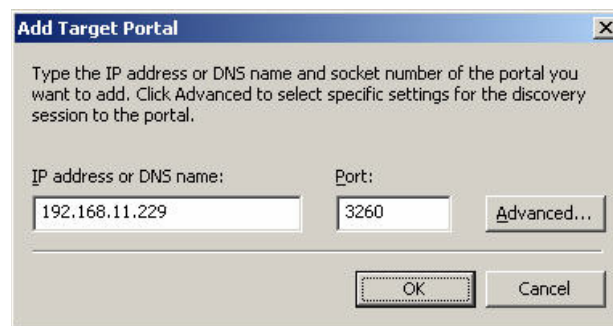 Add Target Portal
Type the IP address or DNS name and socket number of the portal you
want to add. Click Advanced to select specific settings for the discovery
session to the portal.
IP address or DNS name: Port:
192.168.11.229 3260 Advanced...
OK Cancel